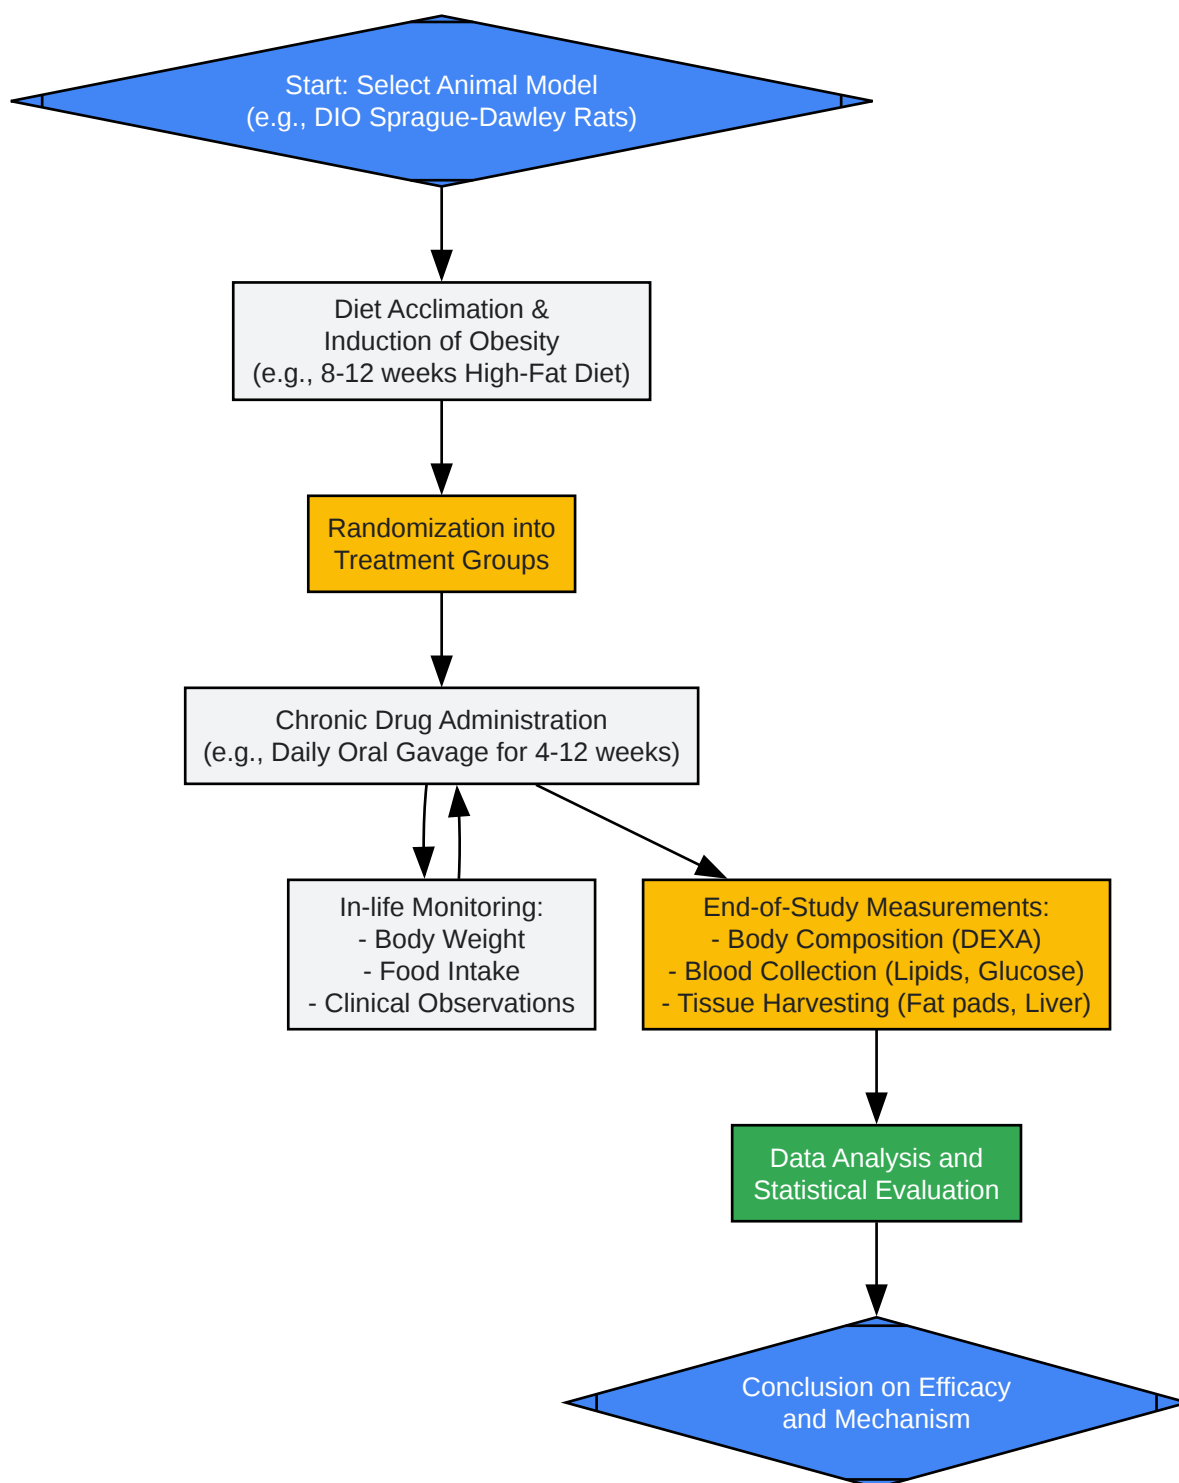 Start: Select Animal Model
(e.g., DIO Sprague-Dawley Rats)
Diet Acclimation &
Induction of Obesity
(e.g., 8-12 weeks High-Fat Diet)
Randomization into
Treatment Groups
Chronic Drug Administration
(e.g., Daily Oral Gavage for 4-12 weeks)
In-life Monitoring:
- Body Weight
- Food Intake
- Clinical Observations
End-of-Study Measurements:
- Body Composition (DEXA)
- Blood Collection (Lipids, Glucose)
- Tissue Harvesting (Fat pads, Liver)
Data Analysis and
Statistical Evaluation
Conclusion on Efficacy
and Mechanism